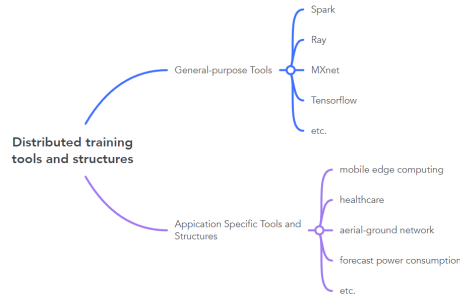 Spark
Ray
General-purpose Tools
MXnet
Tensorflow
etc.
Distributed training
tools and structures
mobile edge computing
healthcare
Appication Specific Tools and
Structures
aerial-ground network
forecast power consumption
etc.